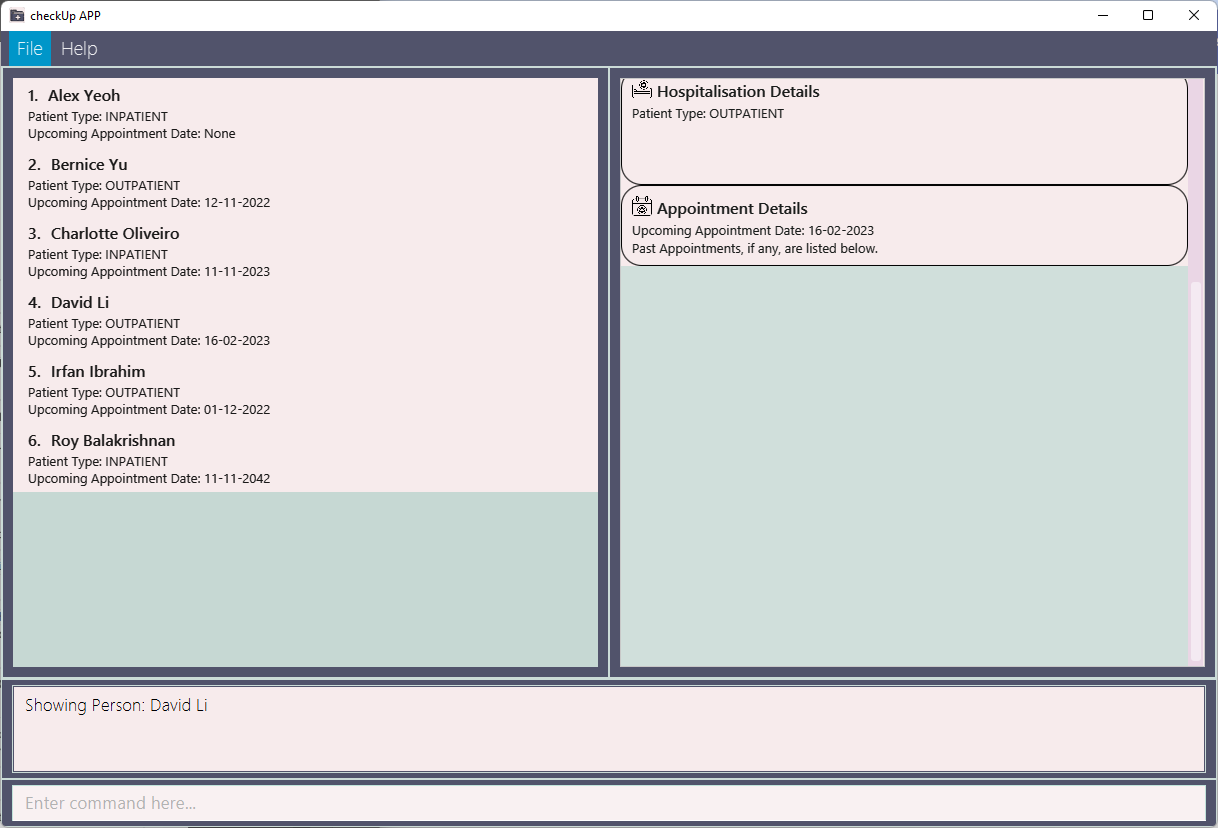 checkUp APP
File Help
1. Alex Yeoh
Patient Type: INPATIENT
Upcoming Appointment Date: None
2. Bernice Yu
Patient Type: OUTPATIENT
Upcoming Appointment Date: 12-11-2022
3. Charlotte Oliveiro
Patient Type: INPATIENT
Upcoming Appointment Date: 11-11-2023
4. David Li
Patient Type: OUTPATIENT
Upcoming Appointment Date: 16-02-2023
5. Irfan Ibrahim
Patient Type: OUTPATIENT
Upcoming Appointment Date: 01-12-2022
6. Roy Balakrishnan
Patient Type: INPATIENT
Upcoming Appointment Date: 11-11-2042
Hospitalisation Details
Patient Type: OUTPATIENT
Appointment Details
Upcoming Appointment Date: 16-02-2023
Past Appointments, if any, are listed below.
Showing Person: David Li
Enter command here...